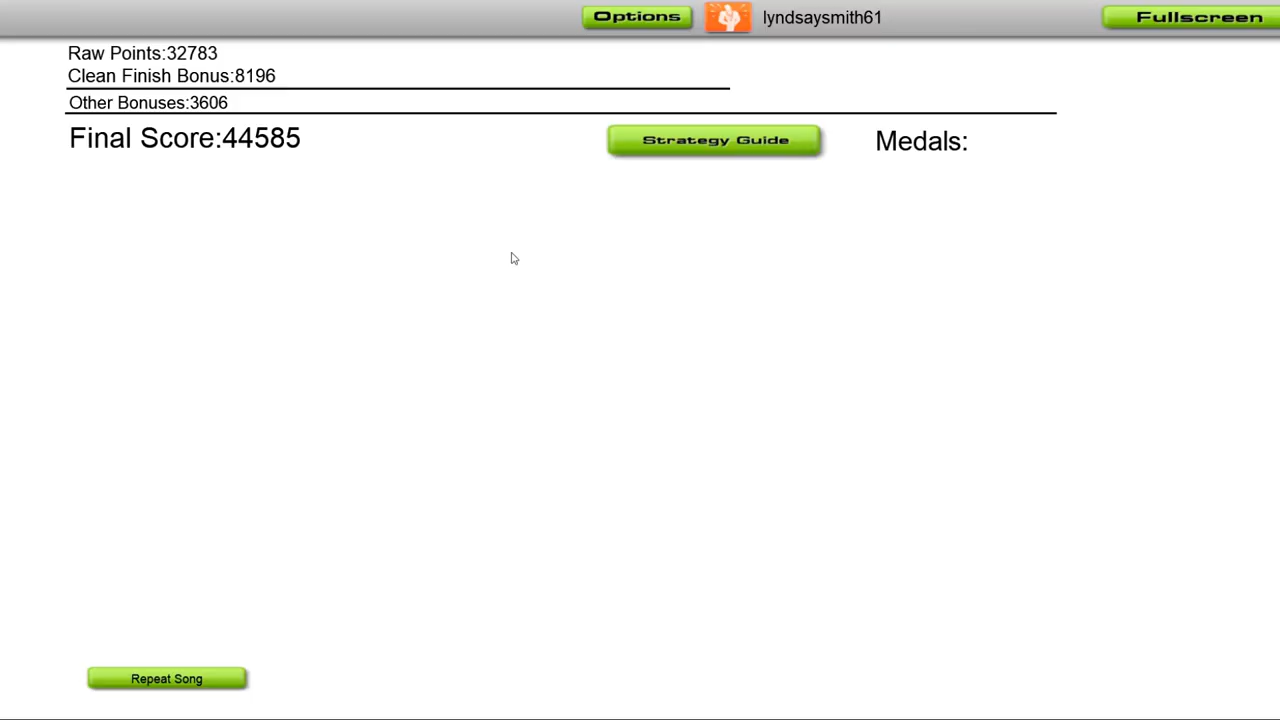 Options
lyndsaysmith61
Fullscreen
Raw Points:32783
Clean Finish Bonus:8196
Other Bonuses:3606
Final Score:44585
Strategy Guide
Medals:
Repeat Song